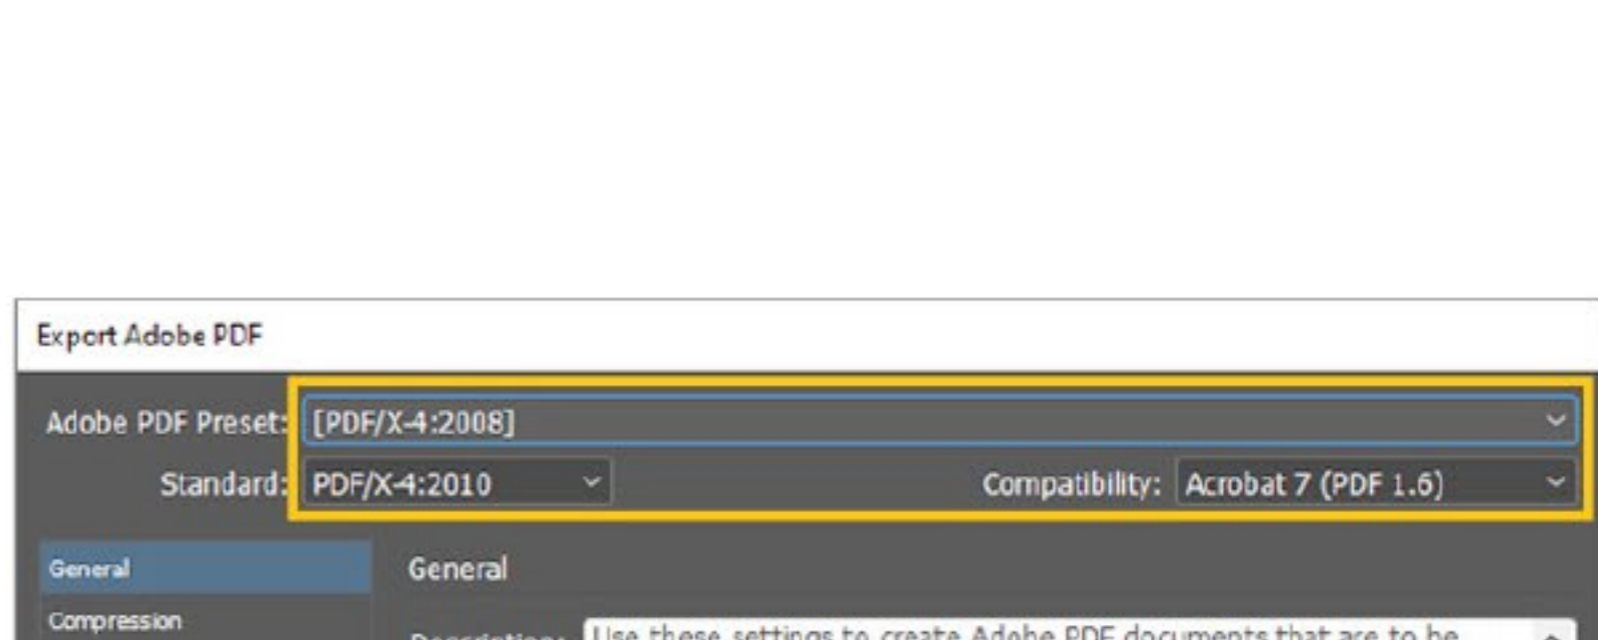 Export Adobe PDF
Adobe PDF Preset: [PDF/X-4:2008]
Standard: PDF/X-4:2010 Compatibility: Acrobat 7 (PDF 1.6)
General General
Compression
Description: Use these settings to create Adobe PDF documents that are to be